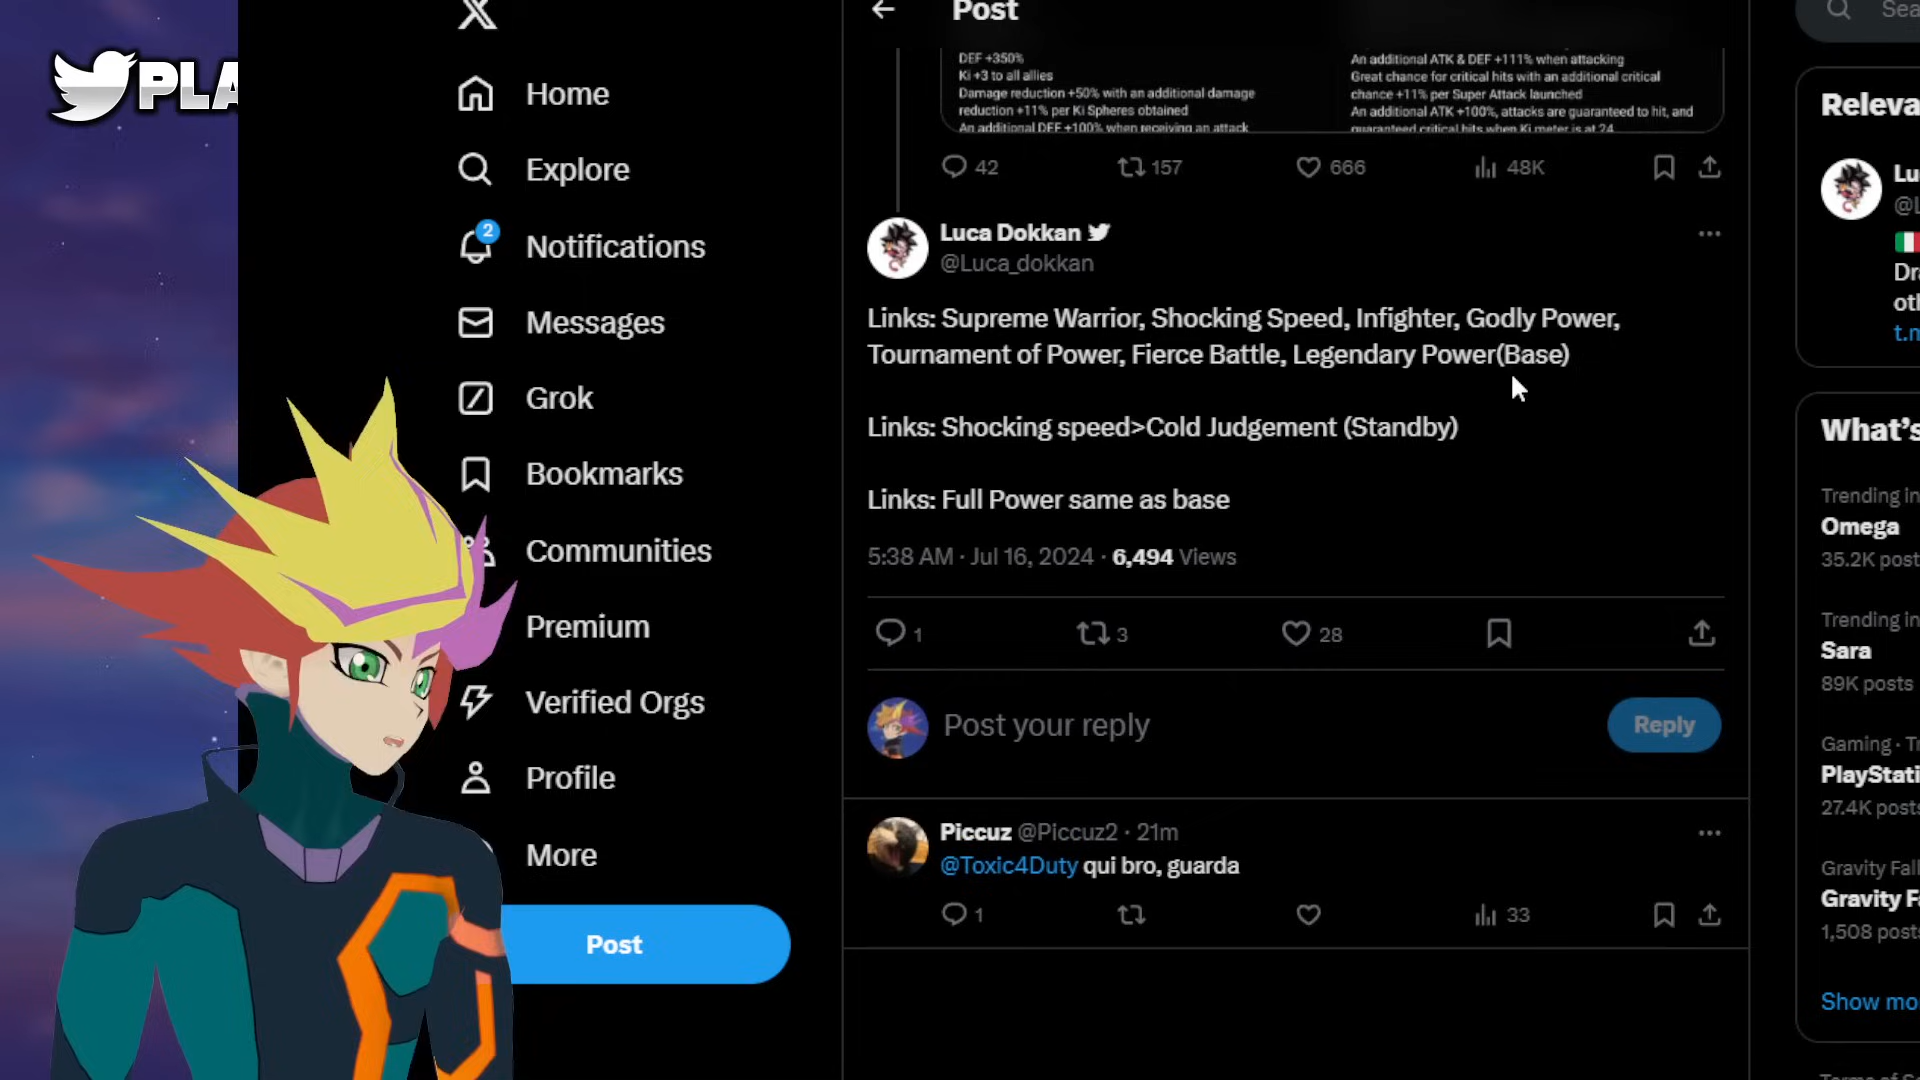 PLA
Home
Explore
2
Notifications
Messages
Grok
Bookmarks
Communities
Premium
Verified Orgs
Profile
More
Post
Post
DEF +350%
Ki +3 to all allies
Damage reduction +50% with an additional damage
reduction +11% per Ki Spheres obtained
An additional DEF +100% when receiving an attack
An additional ATK & DEF +111% when attacking
Great chance for critical hits with an additional critical
chance +11% per Super Attack launched
An additional ATK +100%, attacks are guaranteed to hit, and
guaranteed critical hits when Ki meter is at 24
42 157 666 48K
Luca Dokkan
@Luca_dokkan
Links: Supreme Warrior, Shocking Speed, Infighter, Godly Power,
Tournament of Power, Fierce Battle, Legendary Power(Base)
Links: Shocking speed>Cold Judgement (Standby)
Links: Full Power same as base
5:38 AM · Jul 16, 2024 · 6,494 Views
1 3 28
Post your reply
Reply
Piccuz @Piccuz2 · 21m
@Toxic4Duty qui bro, guarda
1 33
Sea
Releva
Lu
@L
Dra
oth
t.m
What's
Trending in
Omega
35.2K post
Trending in
Sara
89K posts
Gaming · Tr
PlayStati
27.4K posts
Gravity Fall
Gravity Fa
1,508 posts
Show mo